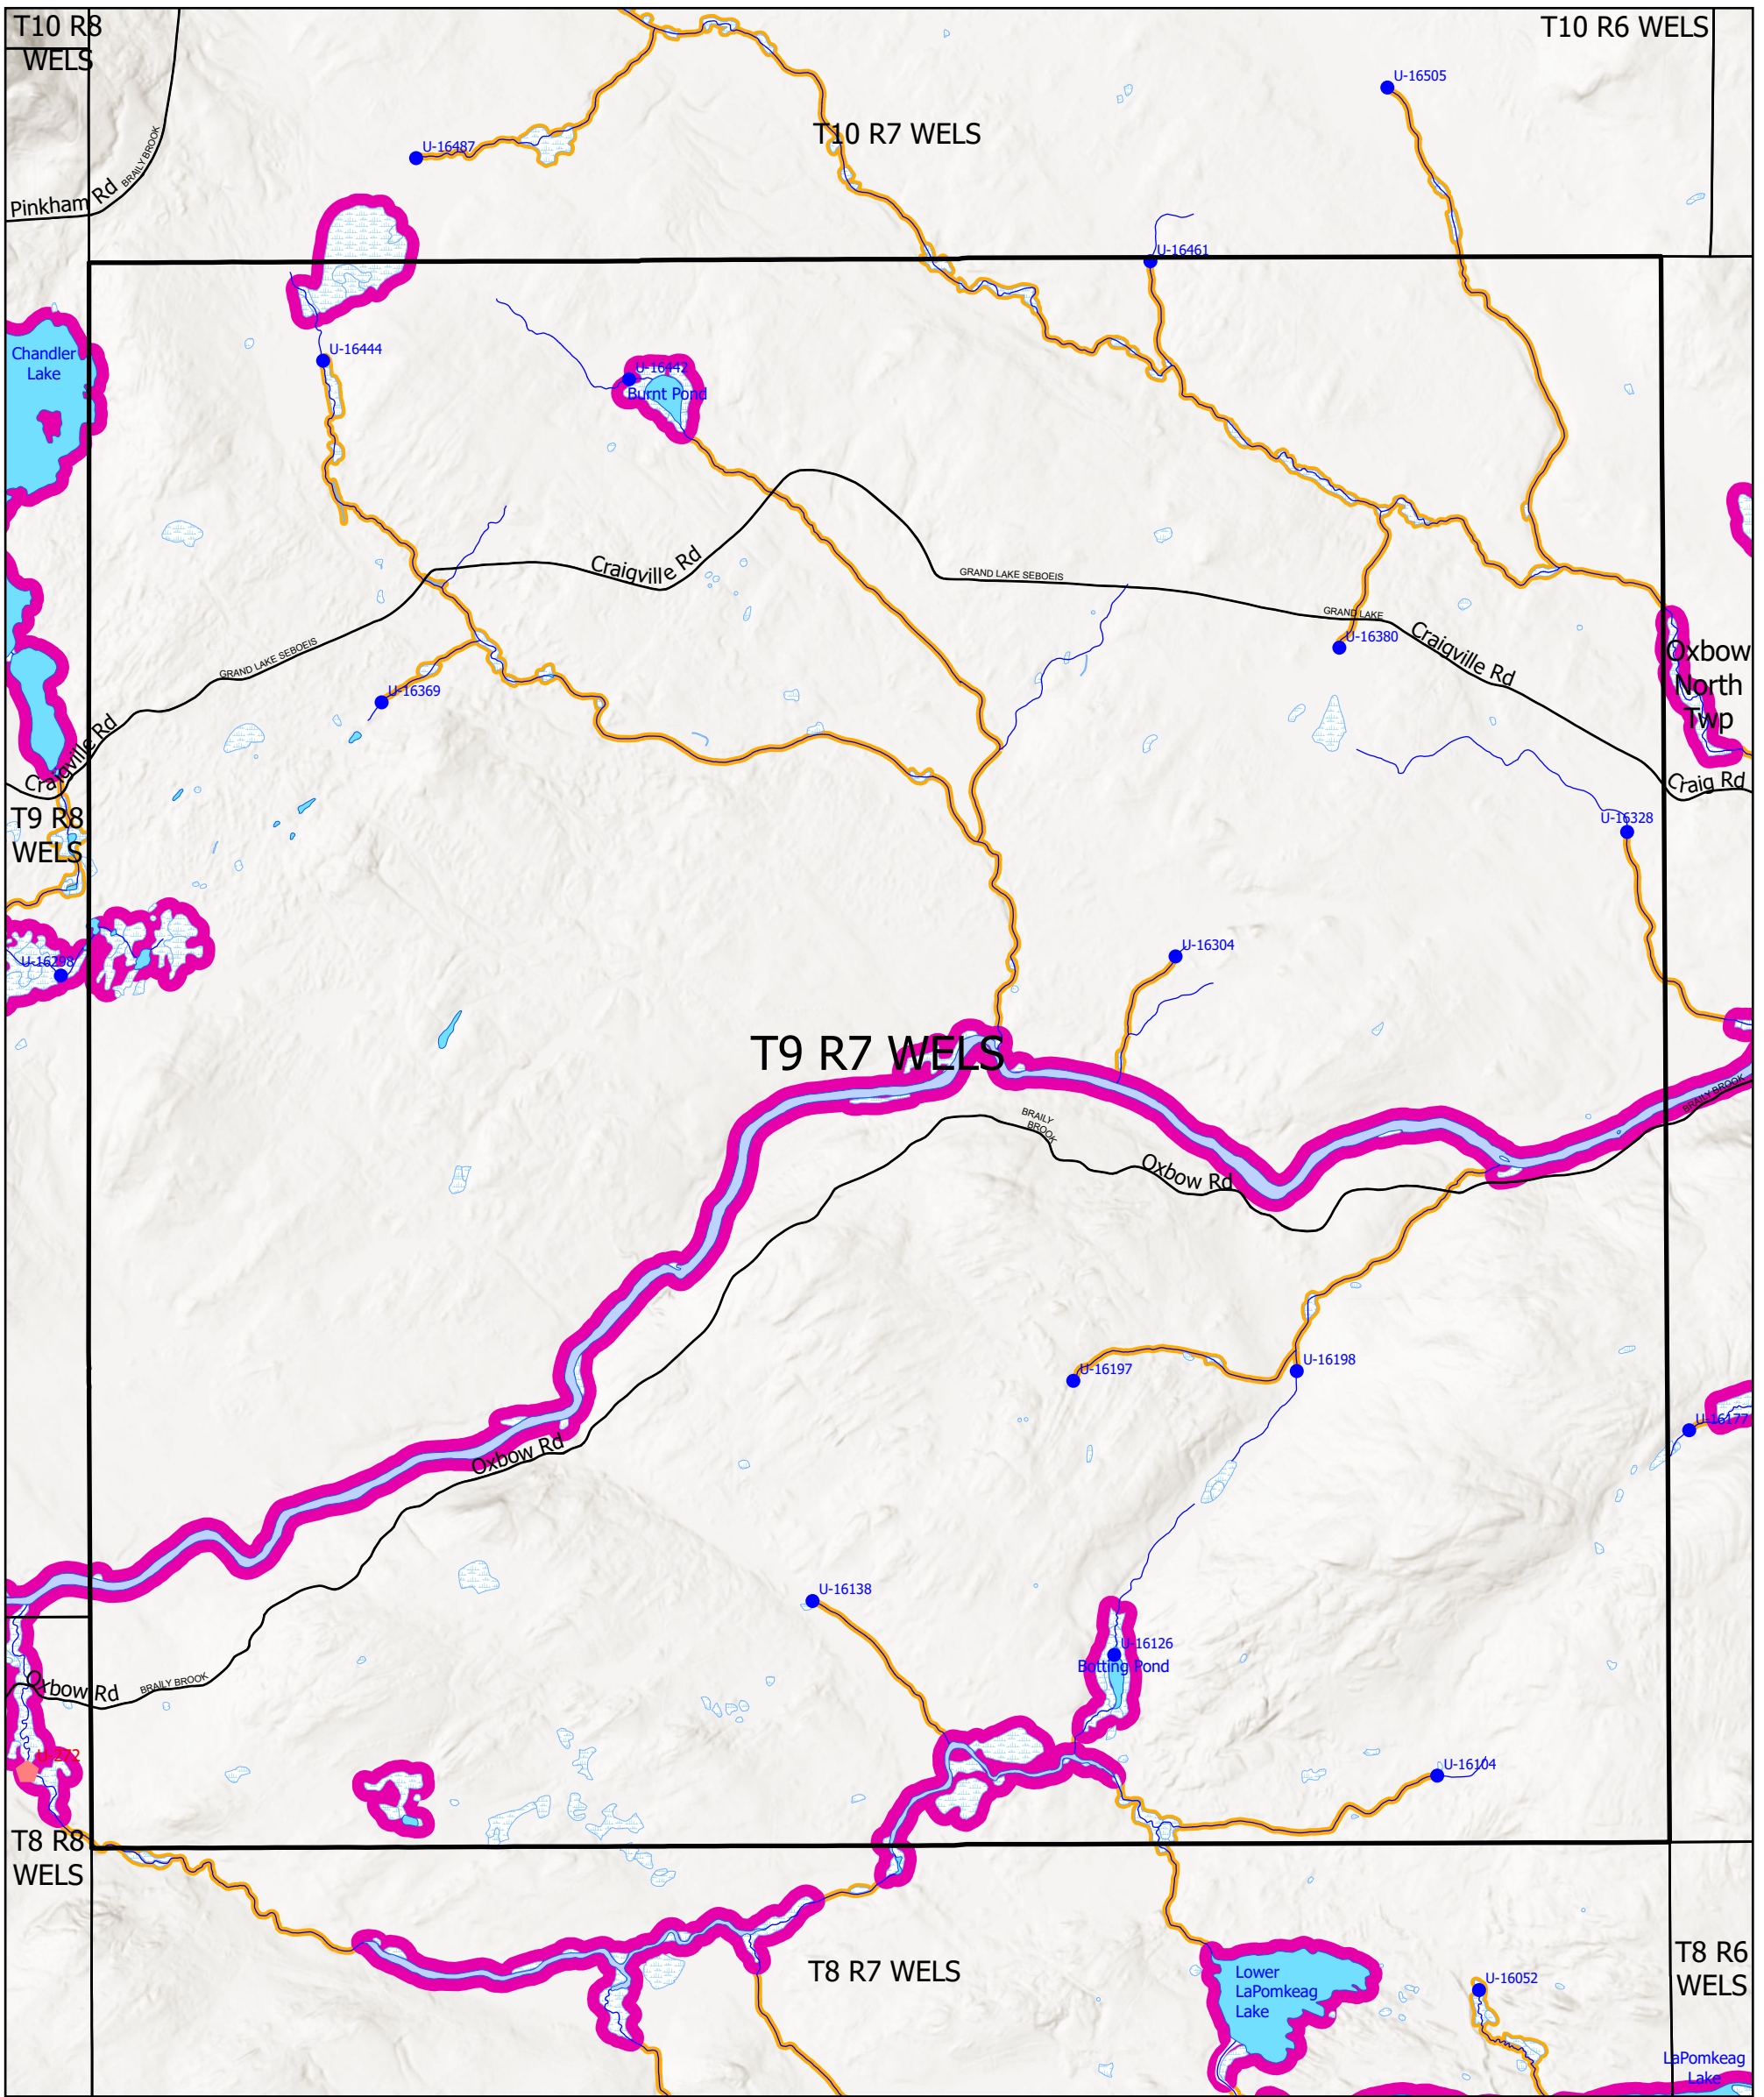 T10 R8
WELS
T10 R6 WELS
U-16505
T10 R7 WELS
U-16487
BRAILY BROOK
Pinkham Rd
U-16461
Chandler
Lake
U-16444
U-16442
Burnt Pond
Craigville Rd
GRAND LAKE SEBOEIS
GRAND LAKE
Craigville Rd
U-16380
GRAND LAKE SEBOEIS
Oxbow
North
Twp
U-16369
Craigville Rd
Craig Rd
T9 R8
WELS
U-16328
U-16304
U-16298
T9 R7 WELS
BRAILY BROOK
BRAILY
BROOK
Oxbow Rd
U-16198
U-16197
U-16177
Oxbow Rd
U-16138
U-16126
Botting Pond
Oxbow Rd
BRAILY BROOK
U-272
U-16104
T8 R8
WELS
T8 R7 WELS
T8 R6
WELS
Lower
LaPomkeag
Lake
U-16052
LaPomkeag
Lake